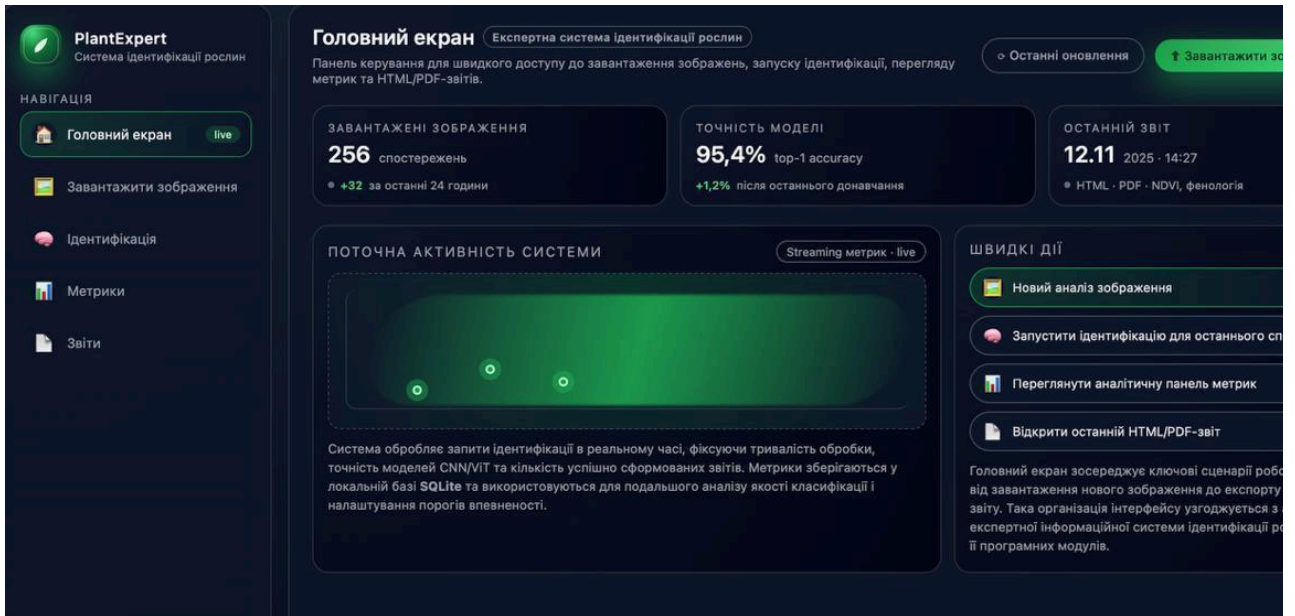 PlantExpert
Система ідентифікації рослин
НАВІГАЦІЯ
Головний екран live
Завантажити зображення
Ідентифікація
Метрики
Звіти
Головний екран Експертна система ідентифікації рослин
Панель керування для швидкого доступу до завантаження зображень, запуску ідентифікації, перегляду
метрик та HTML/PDF-звітів.
Останні оновлення
Завантажити
ЗАВАНТАЖЕНІ ЗОБРАЖЕННЯ
256 спостережень
+32 за останні 24 години
ТОЧНІСТЬ МОДЕЛІ
95,4% top-1 accuracy
+1,2% після останнього донавчання
ОСТАННІЙ ЗВІТ
12.11 2025 · 14:27
HTML · PDF · NDVI, фенологія
ПОТОЧНА АКТИВНІСТЬ СИСТЕМИ Streaming метрик · live
Система обробляє запити ідентифікації в реальному часі, фіксуючи тривалість обробки,
точність моделей CNN/ViT та кількість успішно сформованих звітів. Метрики зберігаються у
локальній базі SQLite та використовуються для подальшого аналізу якості класифікації і
налаштування порогів впевненості.
ШВИДКІ ДІЇ
Новий аналіз зображення
Запустити ідентифікацію для останнього
Переглянути аналітичну панель метрик
Відкрити останній HTML/PDF-звіт
Головний екран зосереджує ключові сценарії
від завантаження нового зображення до експорту
звіту. Така організація інтерфейсу узгоджується з
експертної інформаційної системи ідентифікації
її програмних модулів.